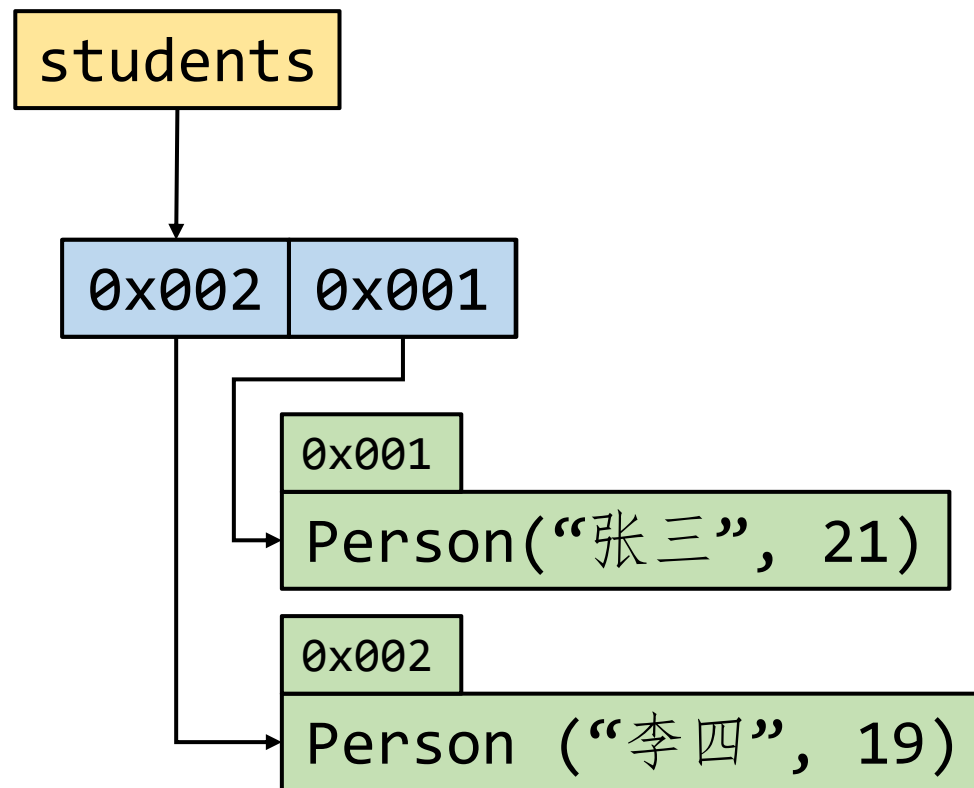 students
0x002 0x001
0x001
Person(“张三”, 21)
0x002
Person (“李四”, 19)